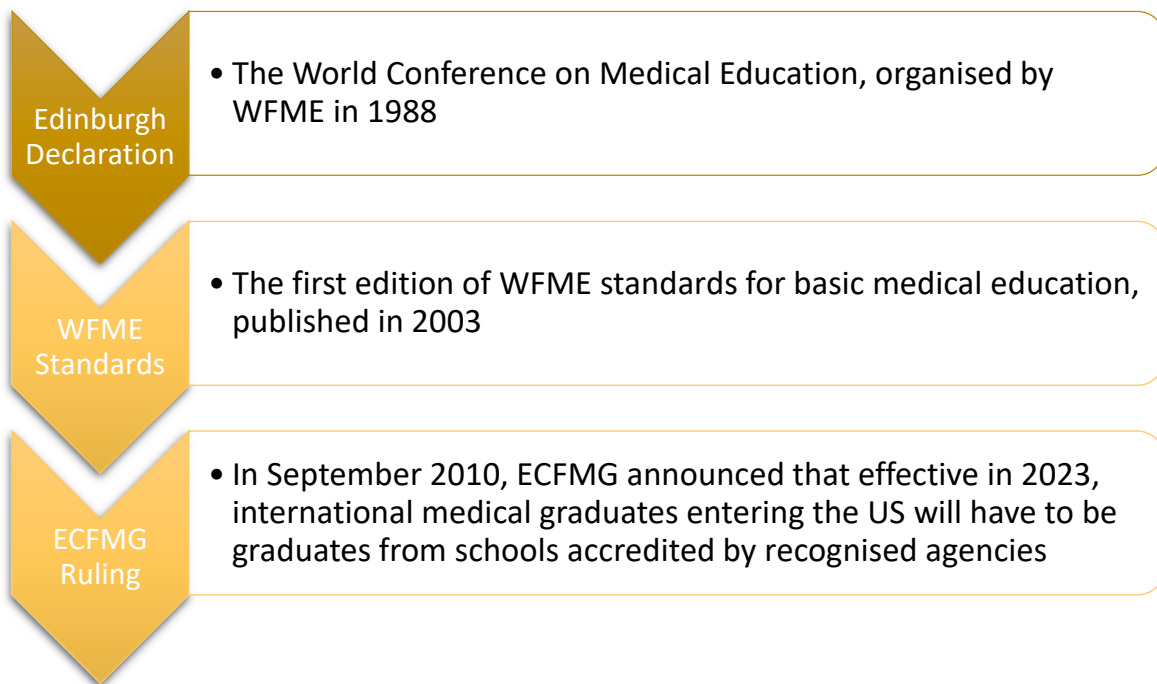 Edinburgh
Declaration
• The World Conference on Medical Education, organised by
WFME in 1988
WFME
Standards
• The first edition of WFME standards for basic medical education,
published in 2003
ECFMG
Ruling
• In September 2010, ECFMG announced that effective in 2023,
international medical graduates entering the US will have to be
graduates from schools accredited by recognised agencies